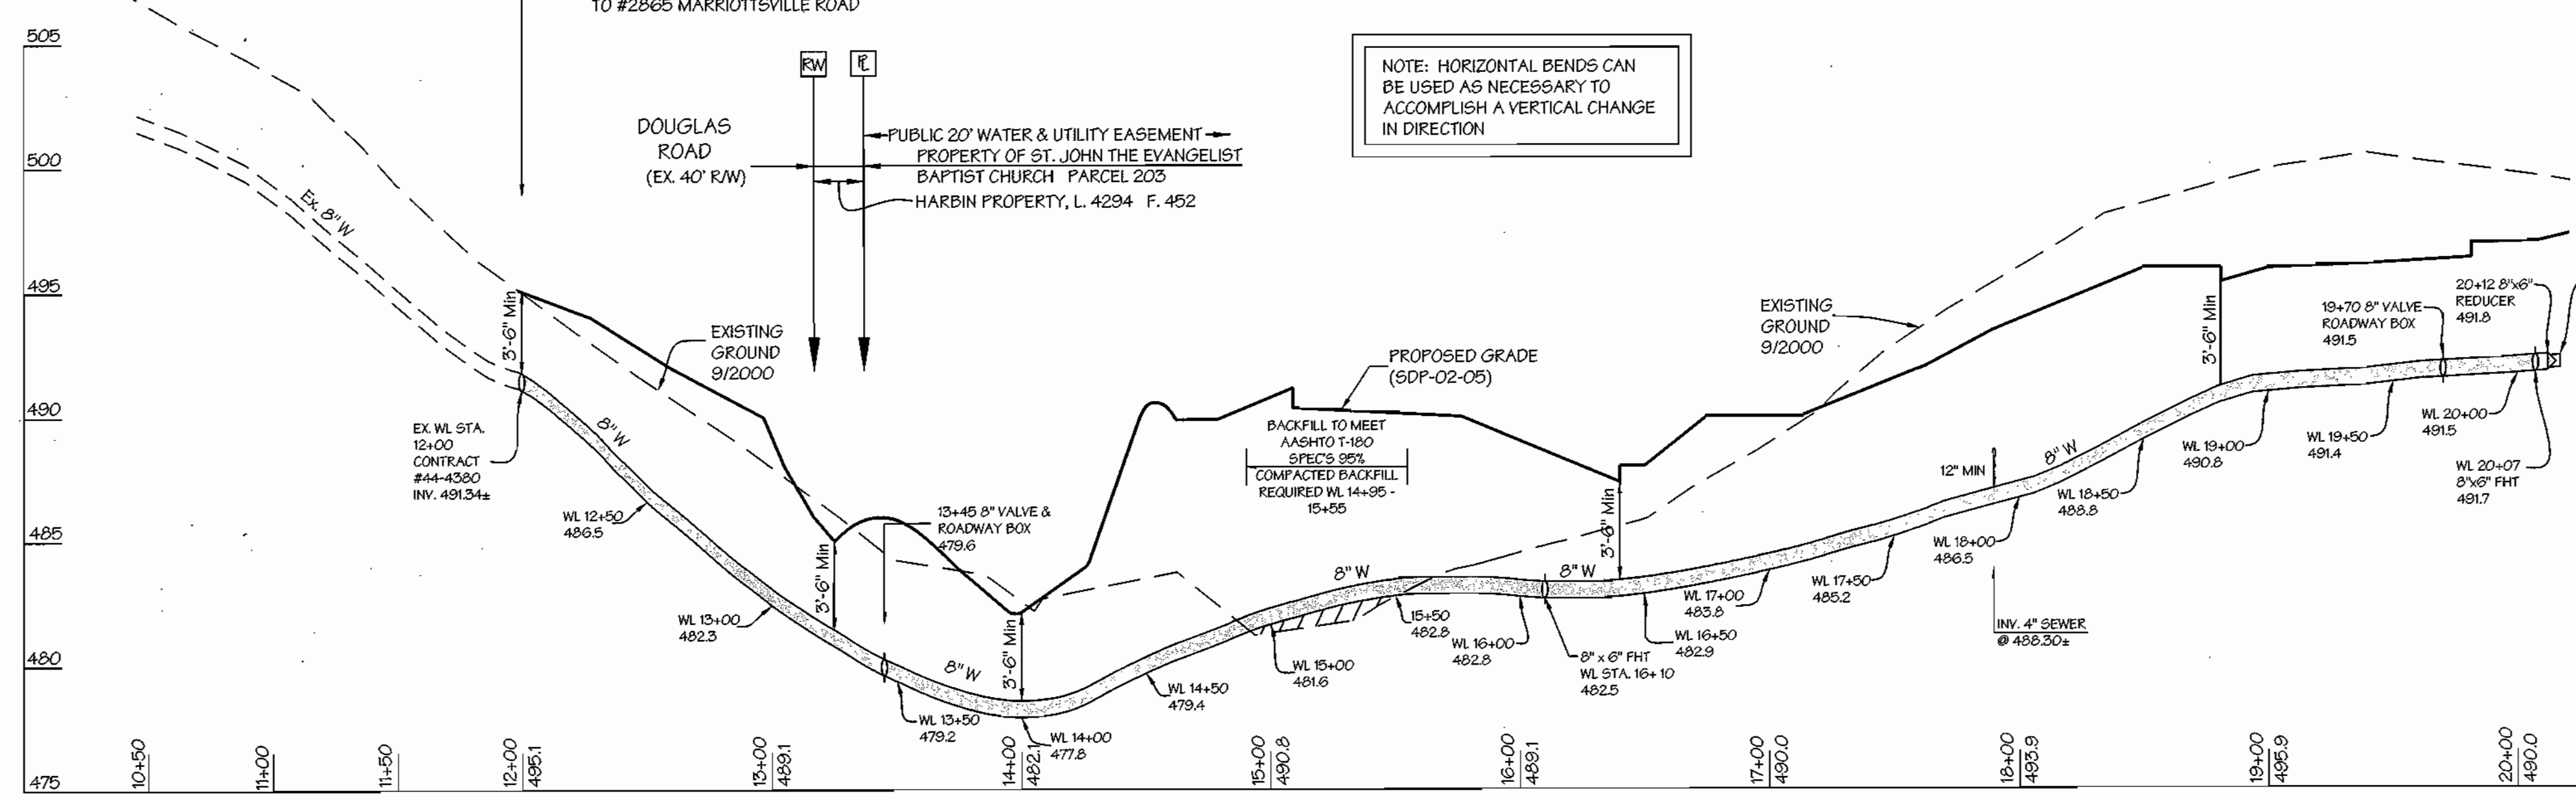 TO #2865 MARRIOTTSVILLE ROAD
505
500
495
490
485
480
475
RW
PL
DOUGLAS
ROAD
(EX. 40' R/W)
PUBLIC 20' WATER & UTILITY EASEMENT
PROPERTY OF ST. JOHN THE EVANGELIST
BAPTIST CHURCH PARCEL 203
HARBIN PROPERTY, L. 4294 F. 452
NOTE: HORIZONTAL BENDS CAN
BE USED AS NECESSARY TO
ACCOMPLISH A VERTICAL CHANGE
IN DIRECTION
Ex. 8" W
3'-6" Min
EXISTING
GROUND
9/2000
EX. WL STA.
12+00
CONTRACT
#44-4380
INV. 491.34±
8" W
WL 12+50
486.5
WL 13+00
482.3
3'-6" Min
13+45 8" VALVE &
ROADWAY BOX
479.6
8" W
WL 13+50
479.2
3'-6" Min
WL 14+00
477.8
WL 14+50
479.4
PROPOSED GRADE
(SDP-02-05)
BACKFILL TO MEET
AASHTO T-180
SPEC'S 95%
COMPACTED BACKFILL
REQUIRED WL 14+95 -
15+55
WL 15+00
481.6
8" W
15+50
482.8
WL 16+00
482.8
8" W
8" x 6" FHT
WL STA. 16+10
482.5
3'-6" Min
WL 16+50
482.9
WL 17+00
483.8
EXISTING
GROUND
9/2000
WL 17+50
485.2
12" MIN
WL 18+00
486.5
INV. 4" SEWER
@ 488.30±
8" W
WL 18+50
488.8
3'-6" Min
WL 19+00
490.8
WL 19+50
491.4
19+70 8" VALVE
ROADWAY BOX
491.5
20+12 8"x6"
REDUCER
491.8
WL 20+00
491.5
WL 20+07
8"x6" FHT
491.7
10+50
11+00
11+50
12+00
495.1
13+00
489.1
14+00
482.1
15+00
490.8
16+00
489.1
17+00
490.0
18+00
493.9
19+00
495.9
20+00
490.0